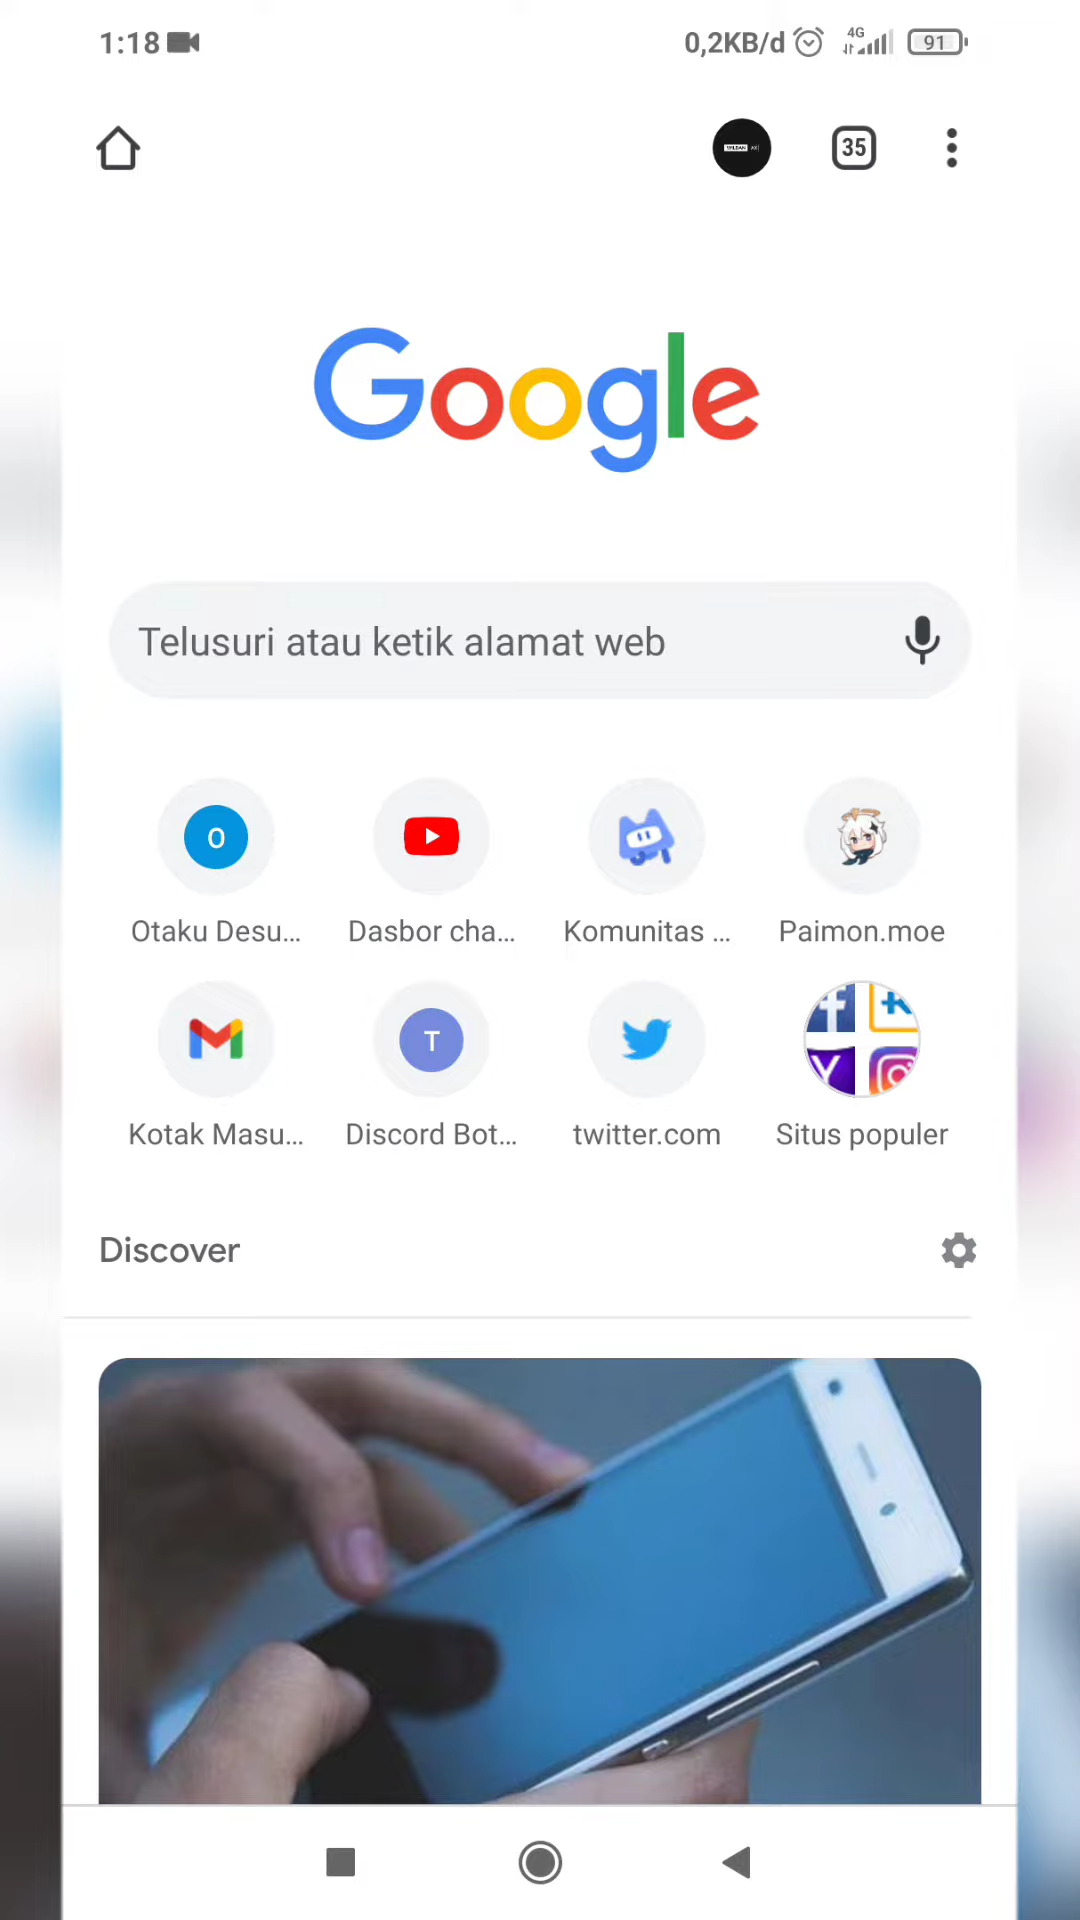 1:18 0,2KB/d 4G 91
35
Google
Telusuri atau ketik alamat web
O
Otaku Desu... Dasbor cha... Komunitas ... Paimon.moe
T
Kotak Masu... Discord Bot... twitter.com Situs populer
Discover